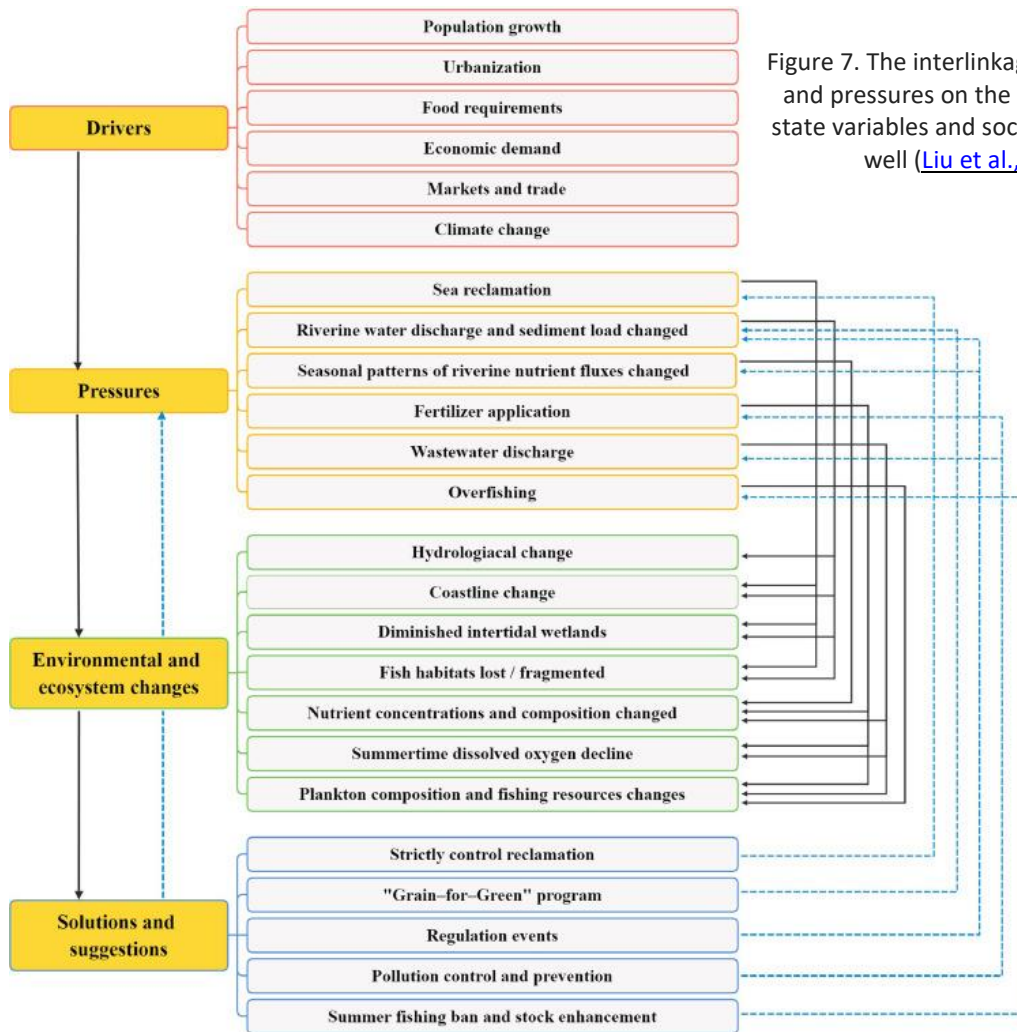 Population growth
Urbanization
Food requirements
Economic demand
Markets and trade
Climate change
Drivers
Figure 7. The interlinkag
and pressures on the
state variables and soc
well (Liu et al.,
Sea reclamation
Riverine water discharge and sediment load changed
Seasonal patterns of riverine nutrient fluxes changed
Fertilizer application
Wastewater discharge
Overfishing
Pressures
Hydrologiacal change
Coastline change
Diminished intertidal wetlands
Fish habitats lost / fragmented
Nutrient concentrations and composition changed
Summertime dissolved oxygen decline
Plankton composition and fishing resources changes
Environmental and
ecosystem changes
Strictly control reclamation
"Grain–for–Green" program
Regulation events
Pollution control and prevention
Summer fishing ban and stock enhancement
Solutions and
suggestions